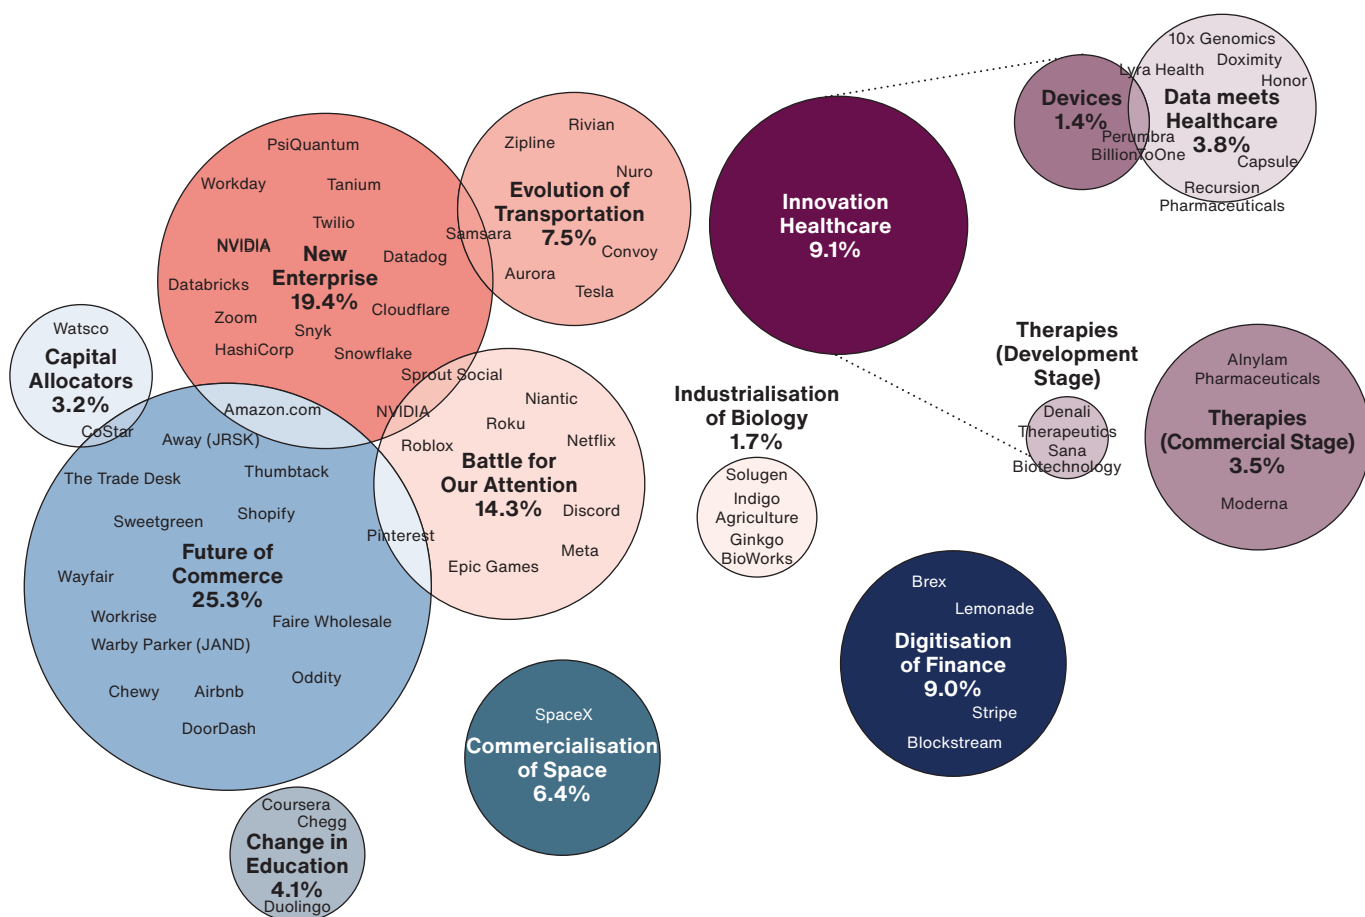 PsiQuantum
Workday
Tanium
Twilio
NVIDIA
Datadog
New
Enterprise
19.4%
Databricks
Cloudflare
Zoom
Snyk
HashiCorp
Snowflake
Samsara
Sprout Social
NVIDIA
Amazon.com
Rivian
Zipline
Nuro
Evolution of
Transportation
7.5%
Convoy
Aurora
Tesla
Watsco
Capital
Allocators
3.2%
CoStar
Away (JRSK)
Thumbtack
The Trade Desk
Shopify
Sweetgreen
Future of
Commerce
25.3%
Wayfair
Workrise
Faire Wholesale
Warby Parker (JAND)
Oddity
Chewy
Airbnb
DoorDash
Pinterest
Niantic
Roku
Roblox
Netflix
Battle for
Our Attention
14.3%
Discord
Meta
Epic Games
Coursera
Chegg
Change in
Education
4.1%
Duolingo
SpaceX
Commercialisation
of Space
6.4%
Innovation
Healthcare
9.1%
Devices
1.4%
10x Genomics
Doximity
Lyra Health
Honor
Data meets
Healthcare
3.8%
Perumbra
BillionToOne
Capsule
Recursion
Pharmaceuticals
Therapies
(Development
Stage)
Denali
Therapeutics
Sana
Biotechnology
Alnylam
Pharmaceuticals
Therapies
(Commercial Stage)
3.5%
Moderna
Industrialisation
of Biology
1.7%
Solugen
Indigo
Agriculture
Ginkgo
BioWorks
Brex
Lemonade
Digitisation
of Finance
9.0%
Stripe
Blockstream